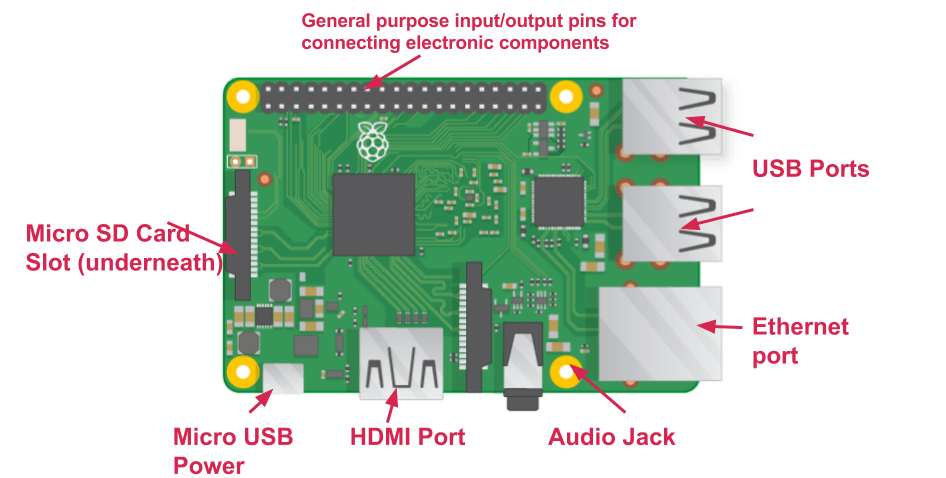 General purpose input/output pins for
connecting electronic components
USB Ports
Micro SD Card
Slot (underneath)
Ethernet
port
Micro USB
Power
HDMI Port
Audio Jack